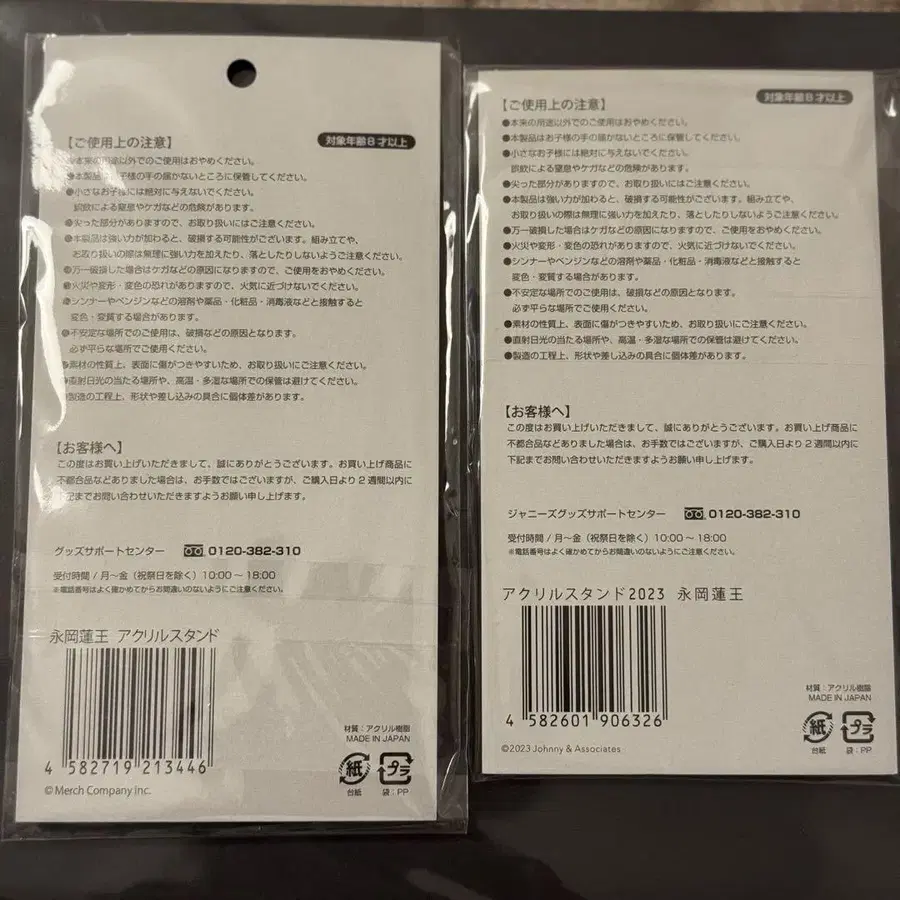 【ご使用上の注意】
対象年齢8才以上
●本来の用途以外でのご使用はおやめください。
●本製品はお子様の手の届かないところに保管してください。
●小さなお子様には絶対に与えないでください。
誤飲による窒息やケガなどの危険があります。
●尖った部分がありますので、お取り扱いにはご注意ください。
●本製品は強い力が加わると、破損する可能性がございます。組み立てや、
お取り扱いの際は無理に強い力を加えたり、落としたりしないようご注意ください。
●万一破損した場合はケガなどの原因になりますので、ご使用をおやめください。
●火災や変形・変色の恐れがありますので、火気に近づけないでください。
●シンナーやベンジンなどの溶剤や薬品・化粧品・消毒液などと接触すると
変色・変質する場合があります。
●不安定な場所でのご使用は、破損などの原因となります。
必ず平らな場所でご使用ください。
●素材の性質上、表面に傷がつきやすいため、お取り扱いにご注意ください。
●直射日光の当たる場所や、高温・多湿な場所での保管は避けてください。
●製造の工程上、形状や差し込みの具合に個体差があります。
【お客様へ】
この度はお買い上げいただきまして、誠にありがとうございます。お買い上げ商品に
不都合品などありました場合は、お手数ではございますが、ご購入日より2週間以内に
下記までお問い合わせいただきますようお願い申し上げます。
グッズサポートセンター 0120-382-310
受付時間/月~金(祝祭日を除く)10:00~18:00
※電話番号はよく確かめてからお間違いのないようにご注意ください。
永岡蓮王 アクリルスタンド
4 582719 213446
© Merch Company Inc.
材質:アクリル樹脂
MADE IN JAPAN
紙 プラ
台紙 袋:PP
【ご使用上の注意】
対象年齢8才以上
●本来の用途以外でのご使用はおやめください。
●本製品はお子様の手の届かないところに保管してください。
●小さなお子様には絶対に与えないでください。
誤飲による窒息やケガなどの危険があります。
●尖った部分がありますので、お取り扱いにはご注意ください。
●本製品は強い力が加わると、破損する可能性がございます。組み立てや、
お取り扱いの際は無理に強い力を加えたり、落としたりしないようご注意ください。
●万一破損した場合はケガなどの原因になりますので、ご使用をおやめください。
●火災や変形・変色の恐れがありますので、火気に近づけないでください。
●シンナーやベンジンなどの溶剤や薬品・化粧品・消毒液などと接触すると
変色・変質する場合があります。
●不安定な場所でのご使用は、破損などの原因となります。
必ず平らな場所でご使用ください。
●素材の性質上、表面に傷がつきやすいため、お取り扱いにご注意ください。
●直射日光の当たる場所や、高温・多湿な場所での保管は避けてください。
●製造の工程上、形状や差し込みの具合に個体差があります。
【お客様へ】
この度はお買い上げいただきまして、誠にありがとうございます。お買い上げ商品に
不都合品などありました場合は、お手数ではございますが、ご購入日より2週間以内に
下記までお問い合わせいただきますようお願い申し上げます。
ジャニーズグッズサポートセンター 0120-382-310
受付時間/月~金(祝祭日を除く)10:00~18:00
※電話番号はよく確かめてからお間違いのないようにご注意ください。
アクリルスタンド2023 永岡蓮王
4 582601 906326
©2023 Johnny & Associates
材質:アクリル樹脂
MADE IN JAPAN
紙 プラ
台紙 袋:PP